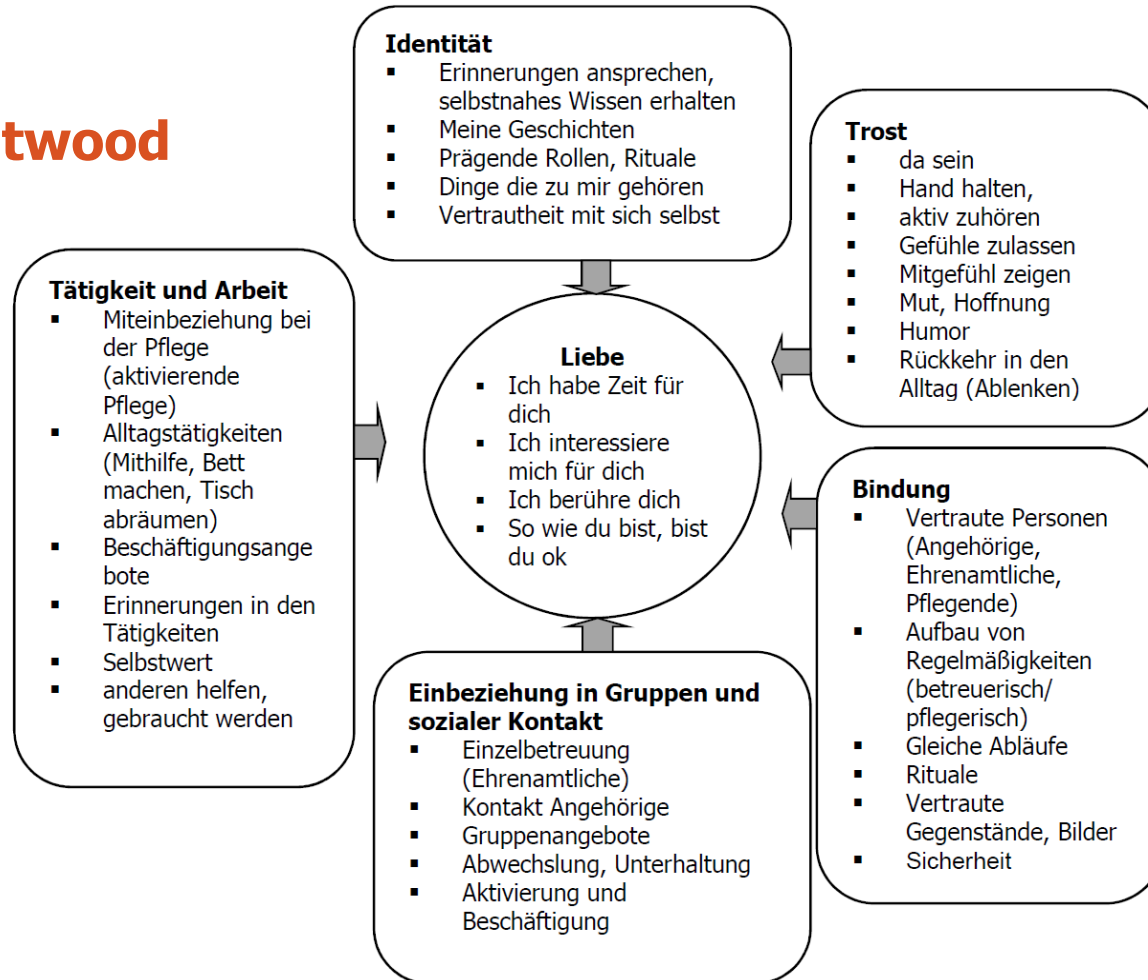 twood
Identität
▪ Erinnerungen ansprechen,
selbstnahes Wissen erhalten
▪ Meine Geschichten
▪ Prägende Rollen, Rituale
▪ Dinge die zu mir gehören
▪ Vertrautheit mit sich selbst
Trost
▪ da sein
▪ Hand halten,
▪ aktiv zuhören
▪ Gefühle zulassen
▪ Mitgefühl zeigen
▪ Mut, Hoffnung
▪ Humor
▪ Rückkehr in den
Alltag (Ablenken)
Tätigkeit und Arbeit
▪ Miteinbeziehung bei
der Pflege
(aktivierende
Pflege)
▪ Alltagstätigkeiten
(Mithilfe, Bett
machen, Tisch
abräumen)
▪ Beschäftigungsange
bote
▪ Erinnerungen in den
Tätigkeiten
▪ Selbstwert
▪ anderen helfen,
gebraucht werden
Liebe
▪ Ich habe Zeit für
dich
▪ Ich interessiere
mich für dich
▪ Ich berühre dich
▪ So wie du bist, bist
du ok
Bindung
▪ Vertraute Personen
(Angehörige,
Ehrenamtliche,
Pflegende)
▪ Aufbau von
Regelmäßigkeiten
(betreuerisch/
pflegerisch)
▪ Gleiche Abläufe
▪ Rituale
▪ Vertraute
Gegenstände, Bilder
▪ Sicherheit
Einbeziehung in Gruppen und
sozialer Kontakt
▪ Einzelbetreuung
(Ehrenamtliche)
▪ Kontakt Angehörige
▪ Gruppenangebote
▪ Abwechslung, Unterhaltung
▪ Aktivierung und
Beschäftigung